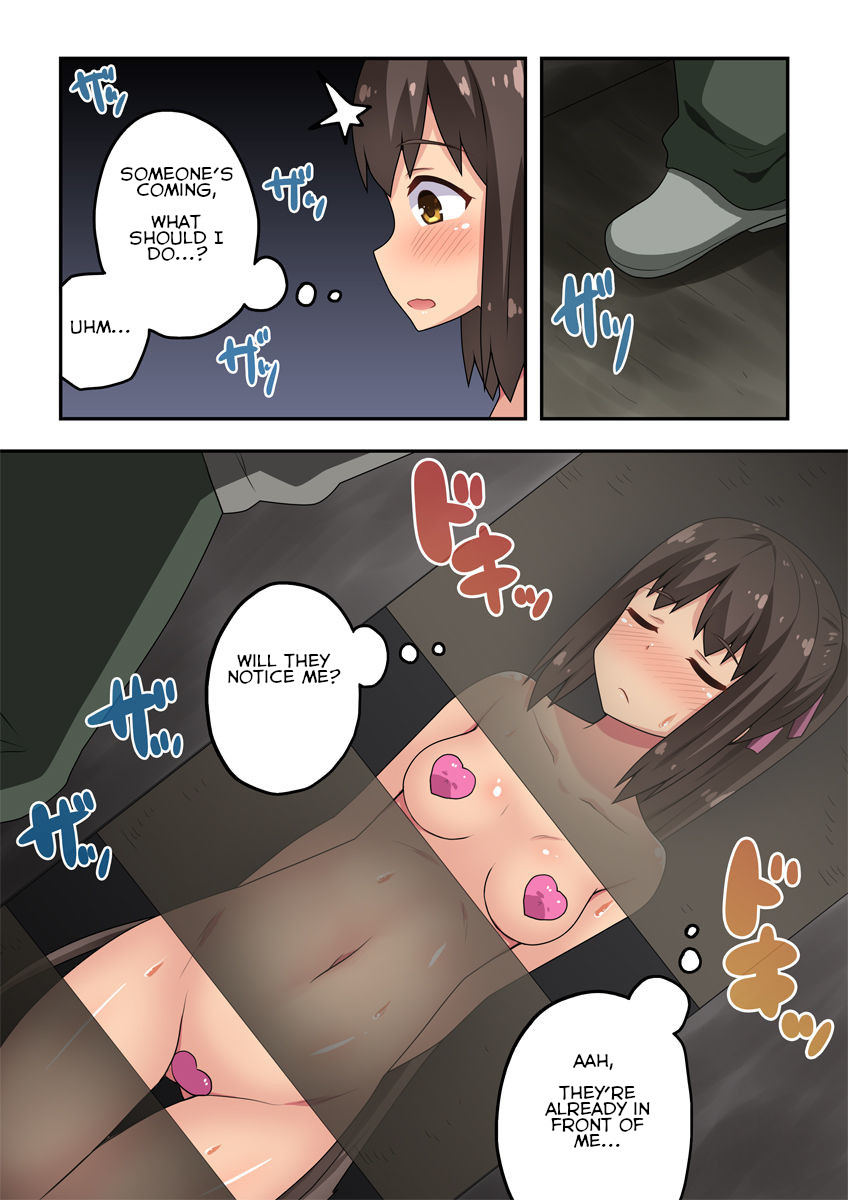 ザッ
ザッ
ザッ
SOMEONE'S
COMING,
WHAT
SHOULD I
DO...?
UHM...
ザッ
ドキッ
WILL THEY
NOTICE ME?
ザッ
ザッ
ドキッ
AAH,
THEY'RE
ALREADY IN
FRONT OF
ME...